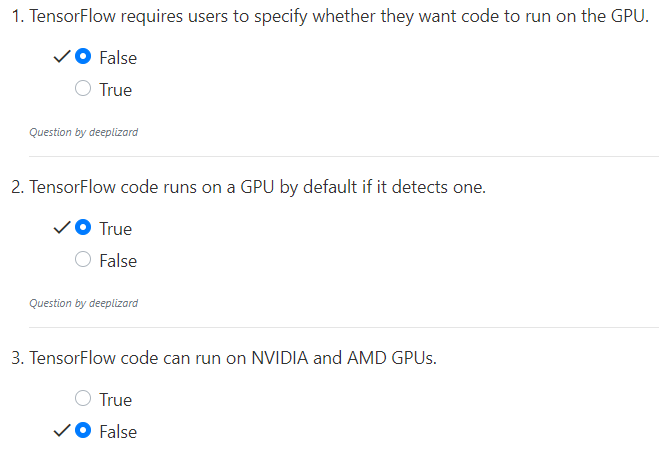 1. TensorFlow requires users to specify whether they want code to run on the GPU.
False
True
Question by deeplizard
2. TensorFlow code runs on a GPU by default if it detects one.
True
False
Question by deeplizard
3. TensorFlow code can run on NVIDIA and AMD GPUs.
True
False